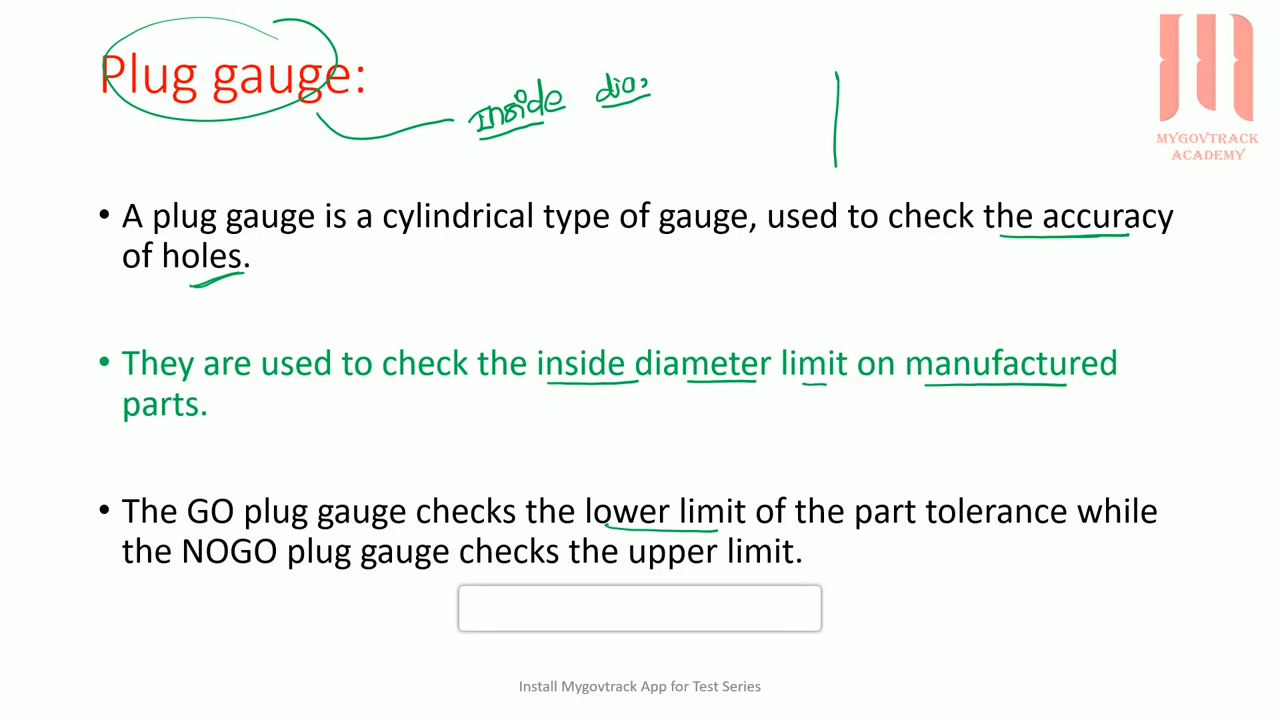 Plug gauge:
Inside dia,
MYGOVTRACK
ACADEMY
• A plug gauge is a cylindrical type of gauge, used to check the accuracy
of holes.
• They are used to check the inside diameter limit on manufactured
parts.
• The GO plug gauge checks the lower limit of the part tolerance while
the NOGO plug gauge checks the upper limit.
Install Mygovtrack App for Test Series